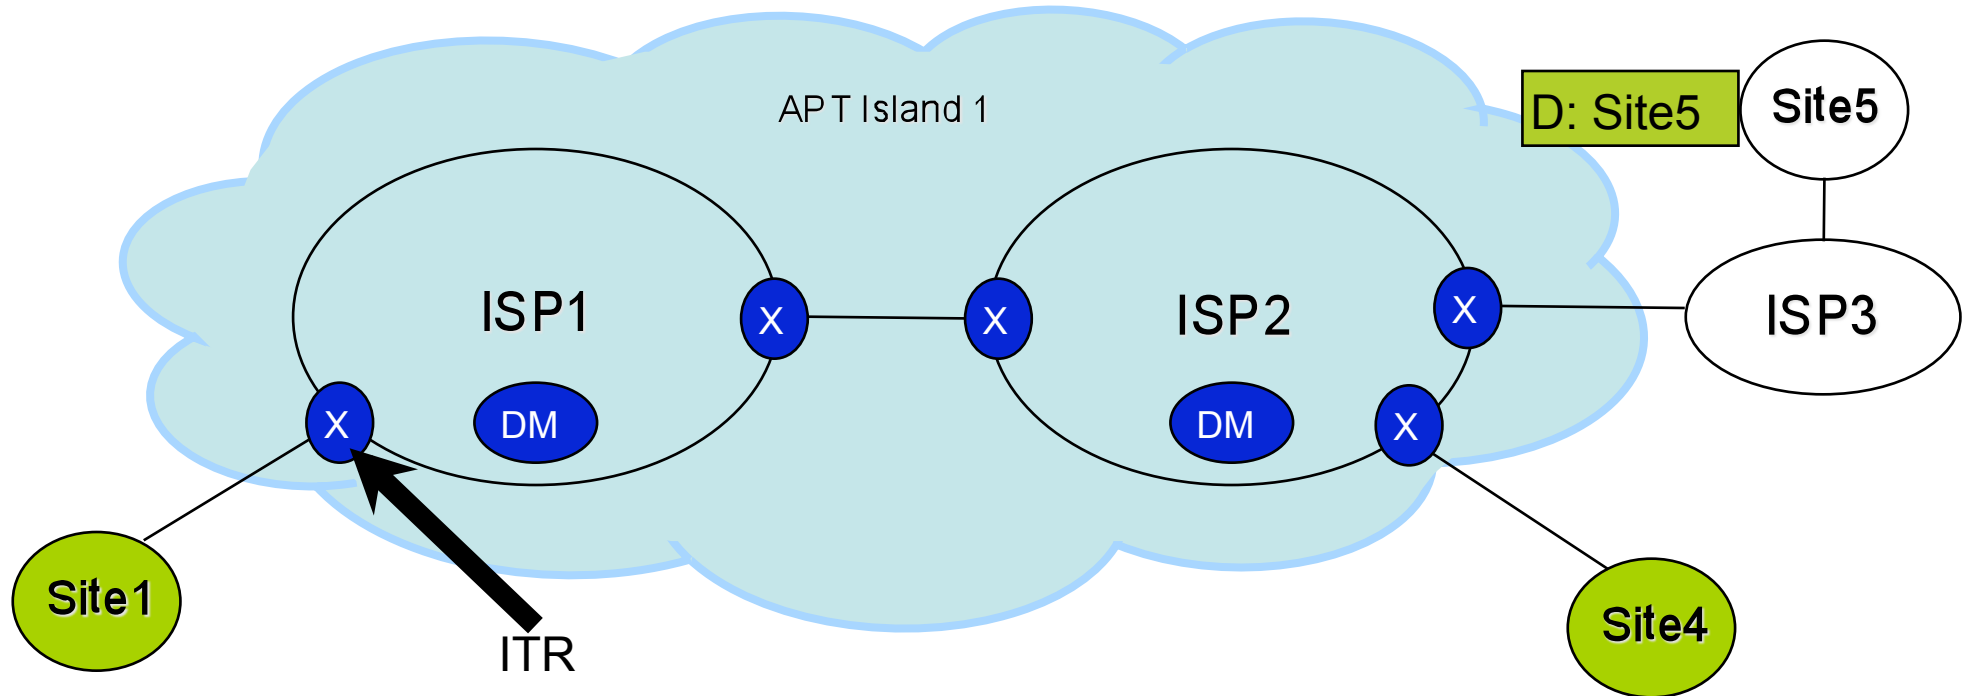 APT Island 1
D: Site5
Site5
ISP1
X
X
ISP2
X
ISP3
X
DM
DM
X
Site1
ITR
Site4